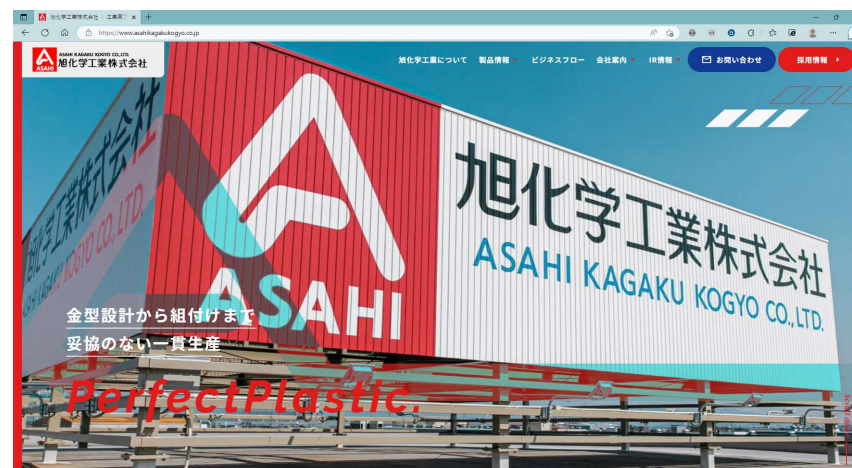 旭化学工業株式会社
https://www.asahikagakukogyo.co.jp
ASAHI KAGAKU KOGYO CO.,LTD.
旭化学工業株式会社
ASAHI
旭化学工業について 製品情報 ビジネスフロー 会社案内 IR情報 お問い合わせ 採用情報
旭化学工業株式会社
ASAHI KAGAKU KOGYO CO.,LTD.
ASAHI
旭化学工業株式会社
ASAHI KAGAKU KOGYO CO.,LTD.
金型設計から組付けまで
妥協のない一貫生産
PerfectPlastic.